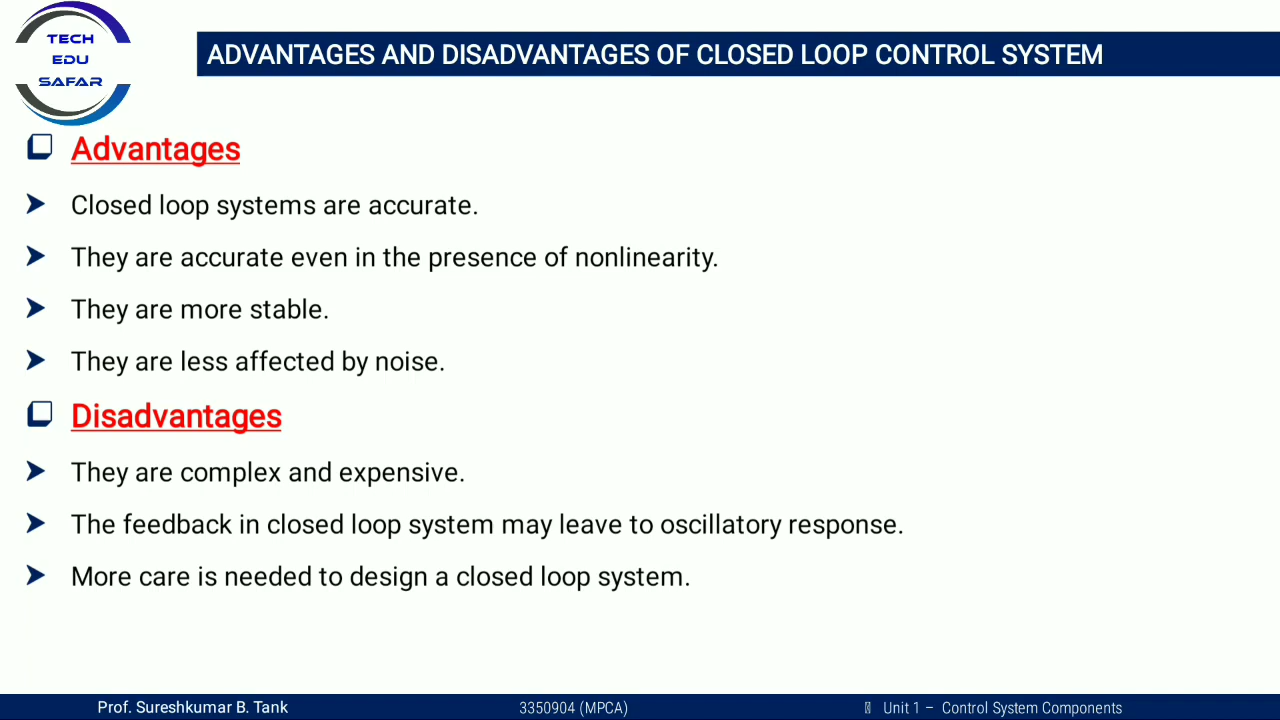 TECH
EDU
SAFAR
ADVANTAGES AND DISADVANTAGES OF CLOSED LOOP CONTROL SYSTEM
Advantages
Closed loop systems are accurate.
They are accurate even in the presence of nonlinearity.
They are more stable.
They are less affected by noise.
Disadvantages
They are complex and expensive.
The feedback in closed loop system may leave to oscillatory response.
More care is needed to design a closed loop system.
Prof. Sureshkumar B. Tank
3350904 (MPCA)
Unit 1 – Control System Components